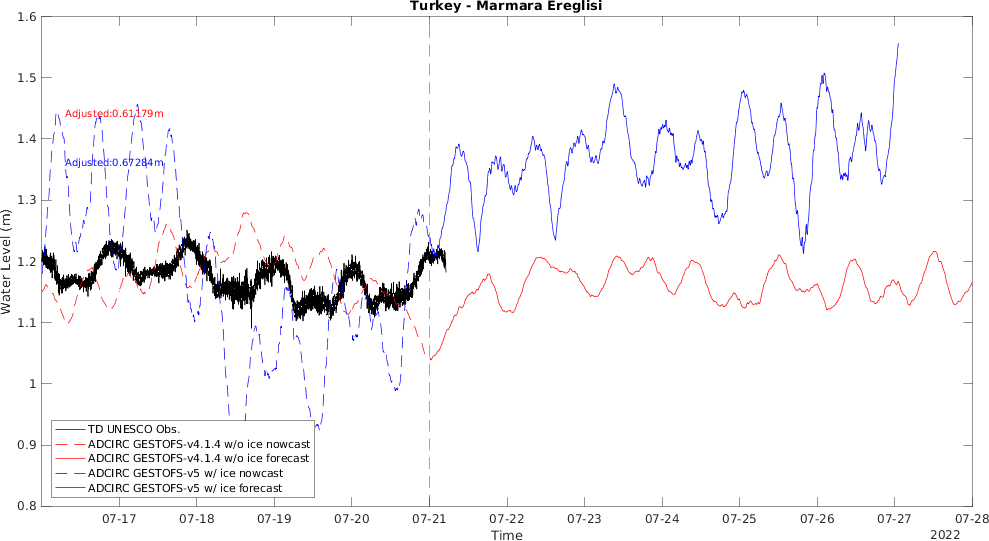 Turkey - Marmara Ereglisi
1.6
1.5
1.4
1.3
1.2
1.1
1
0.9
0.8
Water Level (m)
Adjusted:0.61179m
Adjusted:0.67284m
TD UNESCO Obs.
ADCIRC GESTOFS-v4.1.4 w/o ice nowcast
ADCIRC GESTOFS-v4.1.4 w/o ice forecast
ADCIRC GESTOFS-v5 w/ ice nowcast
ADCIRC GESTOFS-v5 w/ ice forecast
07-17 07-18 07-19 07-20 07-21 07-22 07-23 07-24 07-25 07-26 07-27 07-28
Time
2022